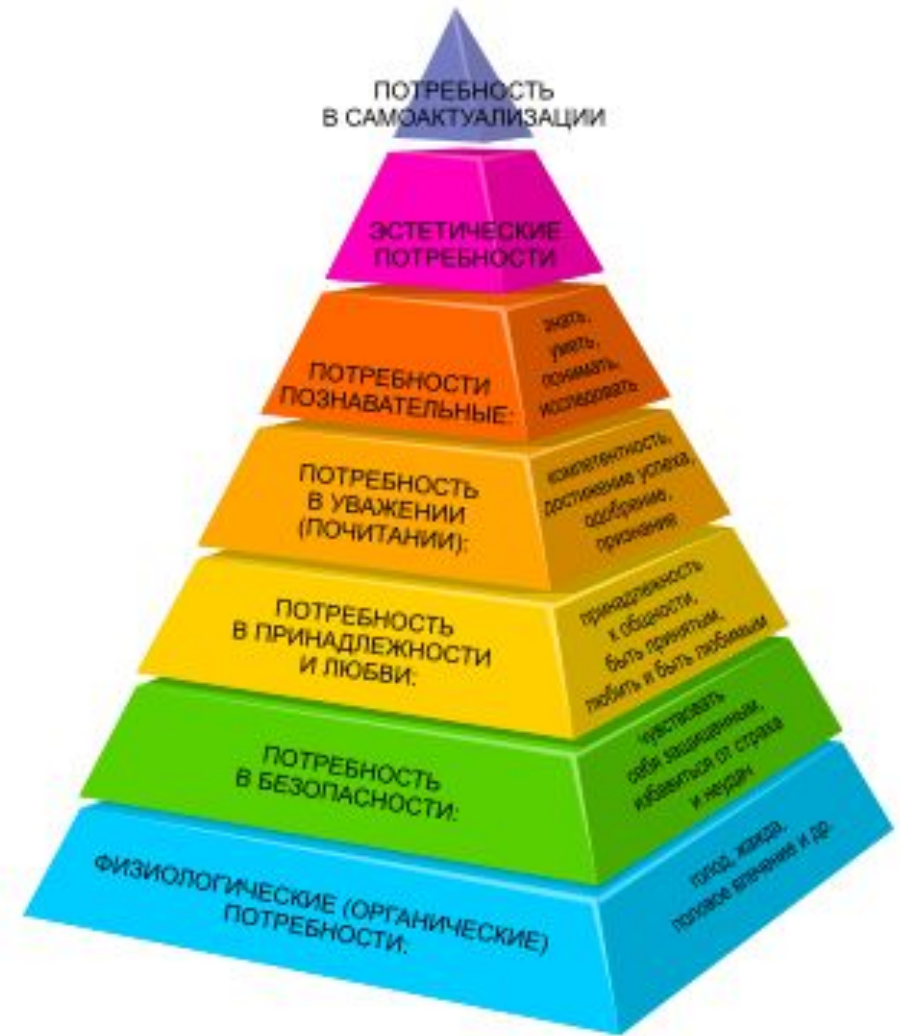 ПОТРЕБНОСТЬ
В САМОАКТУАЛИЗАЦИИ
ЭСТЕТИЧЕСКИЕ
ПОТРЕБНОСТИ
ПОТРЕБНОСТИ
ПОЗНАВАТЕЛЬНЫЕ:
знать,
уметь,
понимать,
исследовать
ПОТРЕБНОСТЬ
В УВАЖЕНИИ
(ПОЧИТАНИИ):
компетентность,
достижение успеха,
одобрение,
признание
ПОТРЕБНОСТЬ
В ПРИНАДЛЕЖНОСТИ
И ЛЮБВИ:
принадлежность
к общности,
быть принятым,
любить и быть любимым
ПОТРЕБНОСТЬ
В БЕЗОПАСНОСТИ:
чувствовать
себя защищенным,
избавиться от страха
и неудач
ФИЗИОЛОГИЧЕСКИЕ (ОРГАНИЧЕСКИЕ)
ПОТРЕБНОСТИ:
голод, жажда,
половое влечение и др.